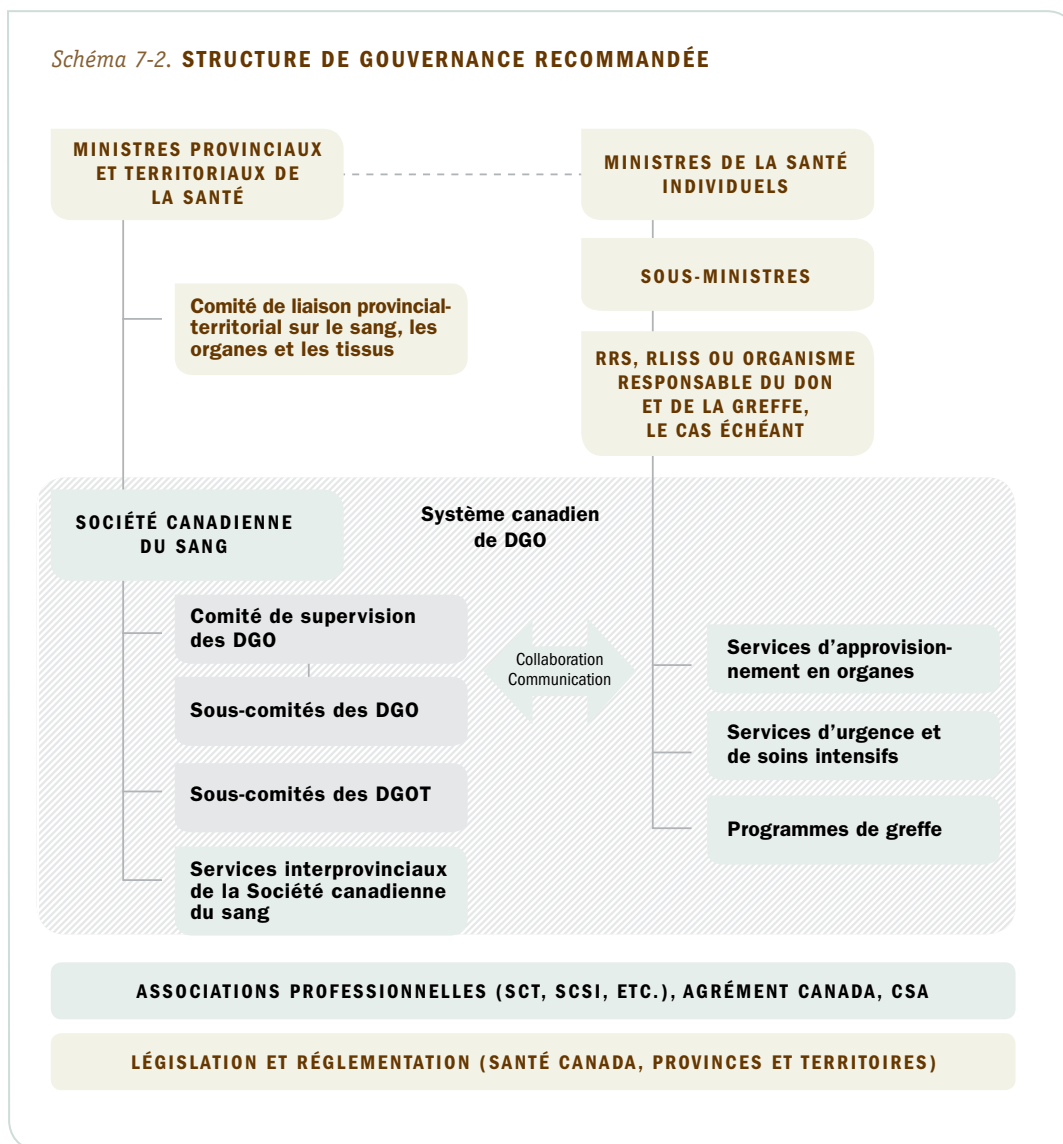 Schéma 7-2. STRUCTURE DE GOUVERNANCE RECOMMANDÉE
MINISTRES PROVINCIAUX
ET TERRITORIAUX DE
LA SANTÉ
MINISTRES DE LA SANTÉ
INDIVIDUELS
SOUS-MINISTRES
Comité de liaison provincial-
territorial sur le sang, les
organes et les tissus
RRS, RLISS OU ORGANISME
RESPONSABLE DU DON
ET DE LA GREFFE,
LE CAS ÉCHÉANT
SOCIÉTÉ CANADIENNE
DU SANG
Système canadien
de DGO
Comité de supervision
des DGO
Sous-comités des DGO
Sous-comités des DGOT
Services interprovinciaux
de la Société canadienne
du sang
Collaboration
Communication
Services d'approvision-
nement en organes
Services d'urgence et
de soins intensifs
Programmes de greffe
ASSOCIATIONS PROFESSIONNELLES (SCT, SCSI, ETC.), AGRÉMENT CANADA, CSA
LÉGISLATION ET RÉGLEMENTATION (SANTÉ CANADA, PROVINCES ET TERRITOIRES)